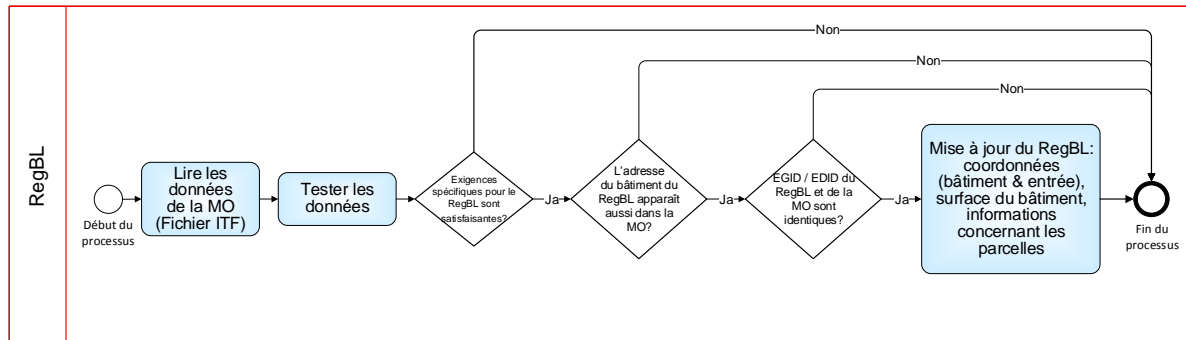 RegBL
Début du
processus
Lire les
données
de la MO
(Fichier ITF)
Tester les
données
Exigences
spécifiques pour le
RegBL sont
satisfaisantes?
Ja
L'adresse
du bâtiment du
RegBL apparaît
aussi dans la
MO?
Ja
EGID / EDID du
RegBL et de la
MO sont
identiques?
Ja
Mise à jour du RegBL:
coordonnées
(bâtiment & entrée),
surface du bâtiment,
informations
concernant les
parcelles
Non
Non
Non
Fin du
processus